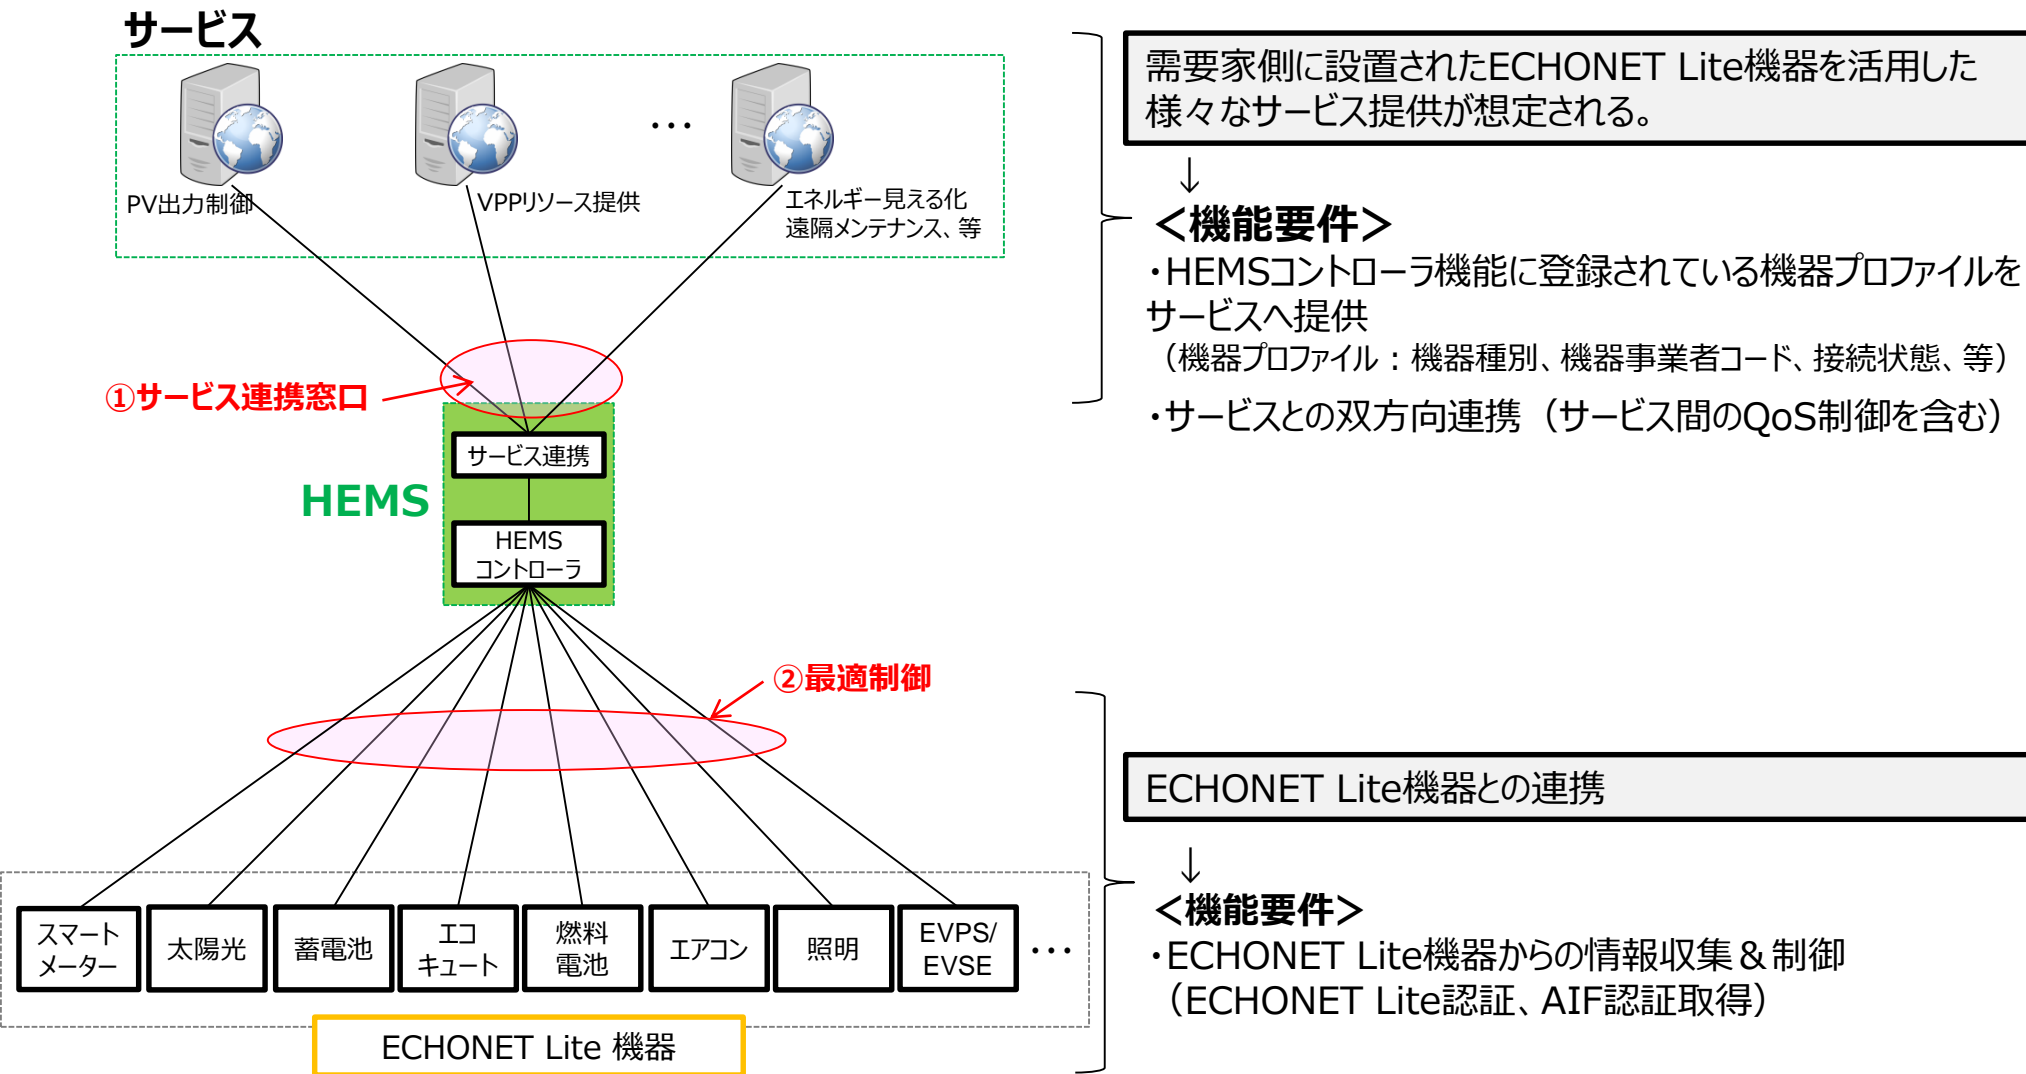 サービス
PV出力制御
VPPリソース提供
…
エネルギー見える化
遠隔メンテナンス、等
①サービス連携窓口
HEMS
サービス連携
HEMS
コントローラ
②最適制御
スマート
メーター
太陽光
蓄電池
エコ
キュート
燃料
電池
エアコン
照明
EVPS/
EVSE
…
ECHONET Lite 機器
需要家側に設置されたECHONET Lite機器を活用した
様々なサービス提供が想定される。
↓
＜機能要件＞
・HEMSコントローラ機能に登録されている機器プロファイルを
サービスへ提供
（機器プロファイル：機器種別、機器事業者コード、接続状態、等）
・サービスとの双方向連携（サービス間のQoS制御を含む）
ECHONET Lite機器との連携
↓
＜機能要件＞
・ECHONET Lite機器からの情報収集＆制御
（ECHONET Lite認証、AIF認証取得）